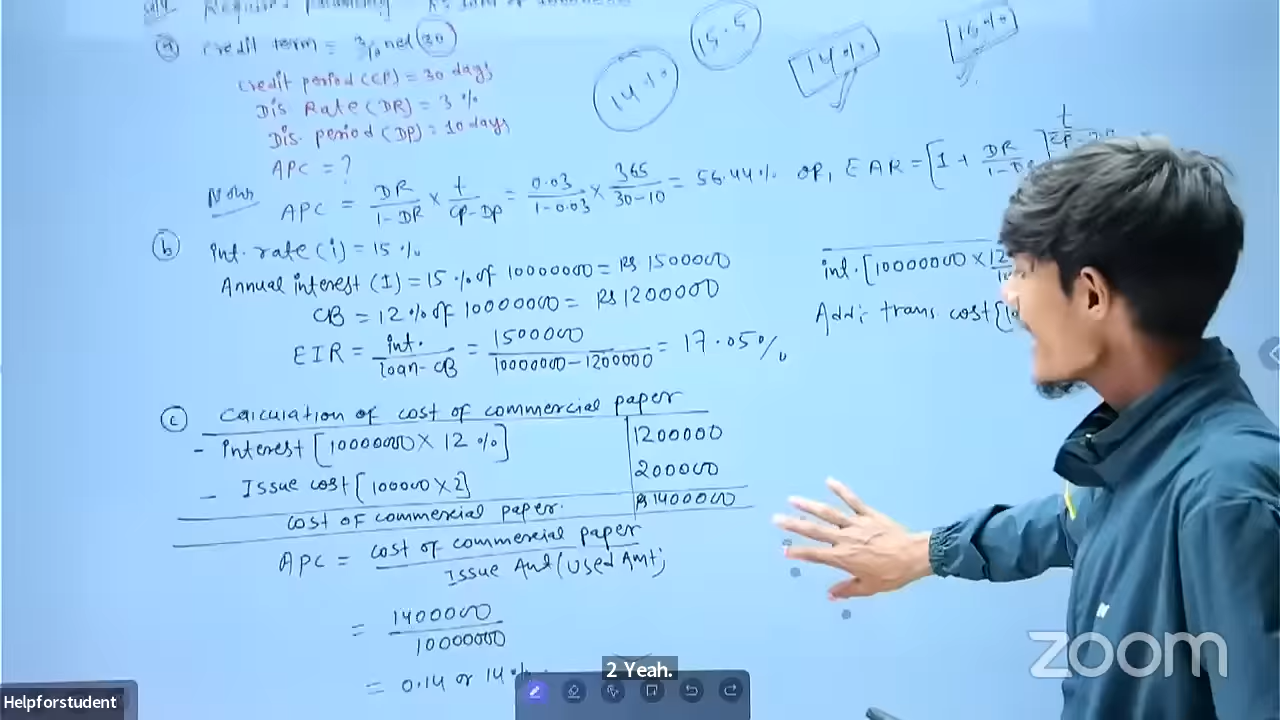 Required financing
(a) credit term = 3/10 net (30)
credit period (CP) = 30 days
Dis Rate (DR) = 3 %
Dis. period (DP) = 10 days
APC = ?
Now
APC = DR/1-DR × t/CP-DP = 0.03/1-0.03 × 365/30-10 = 56.44% OR, EAR = [1 + DR
14%
15.5
14%
16%
(b) int. rate (i) = 15 %
Annual interest (I) = 15 % of 10000000 = Rs 1500000
CB = 12% of 10000000 = Rs 1200000
EIR = int./loan-CB = 1500000/10000000-1200000 = 17.05%
int. [10000000 × 12
Add: trans. cost
(c) calculation of cost of commercial paper
- Interest [10000000 × 12 %] 1200000
- Issue cost [100000 × 2] 200000
cost of commercial paper. Rs 1400000
APC = cost of commercial paper/Issue Amt (used Amt)
= 1400000/10000000
= 0.14 or 14%
2 Yeah.
zoom
Helpforstudent